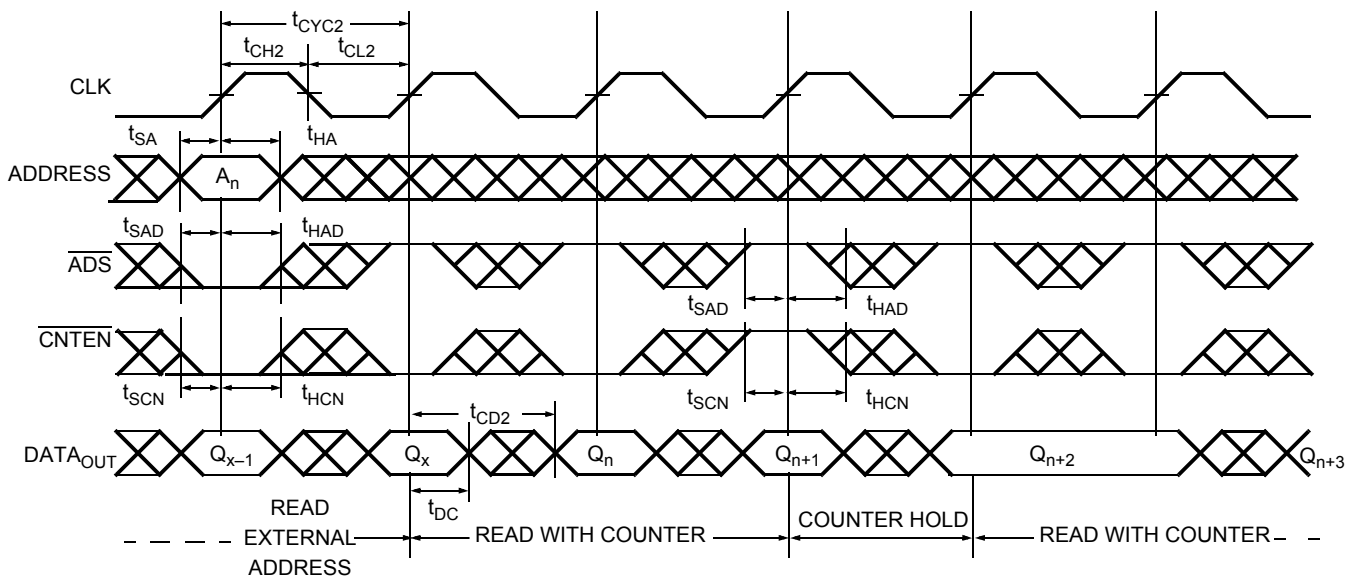 tCYC2
tCH2 tCL2
CLK
tSA tHA
ADDRESS An
tSAD tHAD
ADS
tSAD tHAD
CNTEN
tSCN tHCN tSCN tHCN
tCD2
DATAOUT Qx–1 Qx Qn Qn+1 Qn+2 Qn+3
tDC
READ EXTERNAL ADDRESS
READ WITH COUNTER
COUNTER HOLD
READ WITH COUNTER